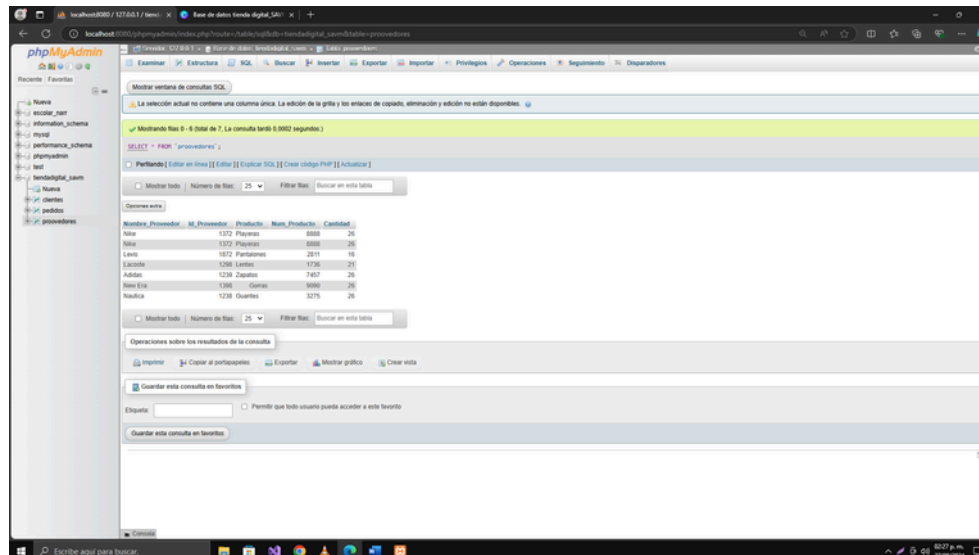 localhost:8080 / 127.0.0.1 / tiend
Base de datos tienda digital_SAV
localhost:8080/phpmyadmin/index.php?route=/table/sql&db=tiendadigital_savm&table=proovedores
phpMyAdmin
Reciente Favoritas
Nueva
escolar_narr
information_schema
mysql
performance_schema
phpmyadmin
test
tiendadigital_savm
Nueva
clientes
pedidos
proovedores
Examinar Estructura SQL Buscar Insertar Exportar Importar Privilegios Operaciones Seguimiento Disparadores
Mostrar ventana de consultas SQL
La selección actual no contiene una columna única. La edición de la grilla y los enlaces de copiado, eliminación y edición no están disponibles.
Mostrando filas 0 - 6 (total de 7, La consulta tardó 0,0002 segundos.)
SELECT * FROM `proovedores`;
Perfilando [ Editar en línea ] [ Editar ] [ Explicar SQL ] [ Crear código PHP ] [ Actualizar ]
Mostrar todo | Número de filas: 25 Filtrar filas: Buscar en esta tabla
Opciones extra
Nombre_Proveedor Id_Proveedor Producto Num_Producto Cantidad
Nike 1372 Playeras 8888 26
Nike 1372 Playeras 8888 26
Levis 1872 Pantalones 2811 16
Lacoste 1298 Lentes 1736 21
Adidas 1239 Zapatos 7457 26
New Era 1386 Gorras 9090 26
Nautica 1238 Guantes 3275 26
Mostrar todo | Número de filas: 25 Filtrar filas: Buscar en esta tabla
Operaciones sobre los resultados de la consulta
Imprimir Copiar al portapapeles Exportar Mostrar gráfico Crear vista
Guardar esta consulta en favoritos
Etiqueta: Permitir que todo usuario pueda acceder a este favorito
Guardar esta consulta en favoritos
Consola
Escribe aquí para buscar.
02:27 p. m.